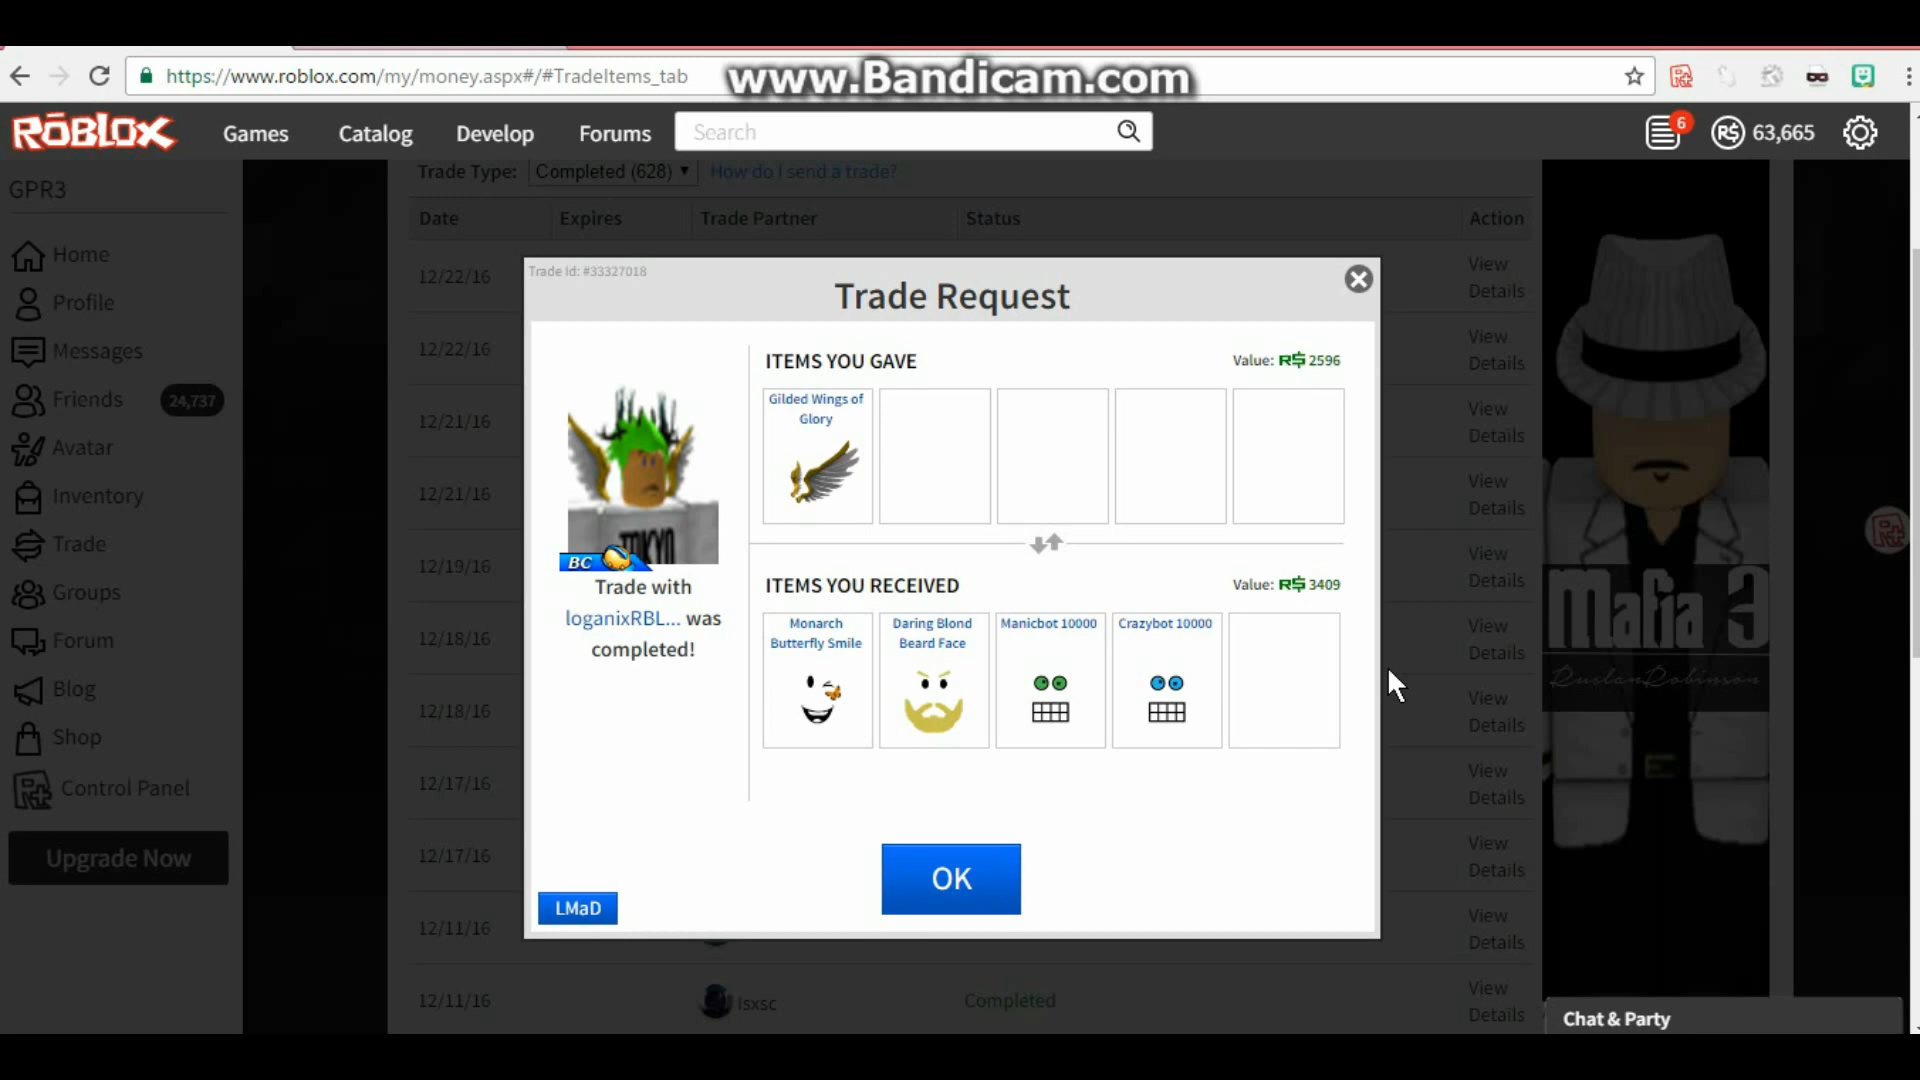 www.Bandicam.com
https://www.roblox.com/my/money.aspx#/#TradeItems_tab
ROBLOX
Games
Catalog
Develop
Forums
Search
6
R$ 63,665
GPR3
Home
Profile
Messages
Friends 24,737
Avatar
Inventory
Trade
Groups
Forum
Blog
Shop
Control Panel
Upgrade Now
Trade Type: Completed (628) How do I send a trade?
Date Expires Trade Partner Status Action
12/22/16 View Details
12/22/16 View Details
12/21/16 View Details
12/21/16 View Details
12/19/16 View Details
12/18/16 View Details
12/18/16 View Details
12/17/16 View Details
12/17/16 View Details
12/11/16 View Details
12/11/16 lsxsc Completed View Details
Trade Id: #33327018
Trade Request
TOKYO
BC
Trade with
loganixRBL... was
completed!
ITEMS YOU GAVE Value: R$ 2596
Gilded Wings of
Glory
ITEMS YOU RECEIVED Value: R$ 3409
Monarch
Butterfly Smile
Daring Blond
Beard Face
Manicbot 10000
Crazybot 10000
OK
LMaD
Mafia 3
RuslanRobinson
Chat & Party